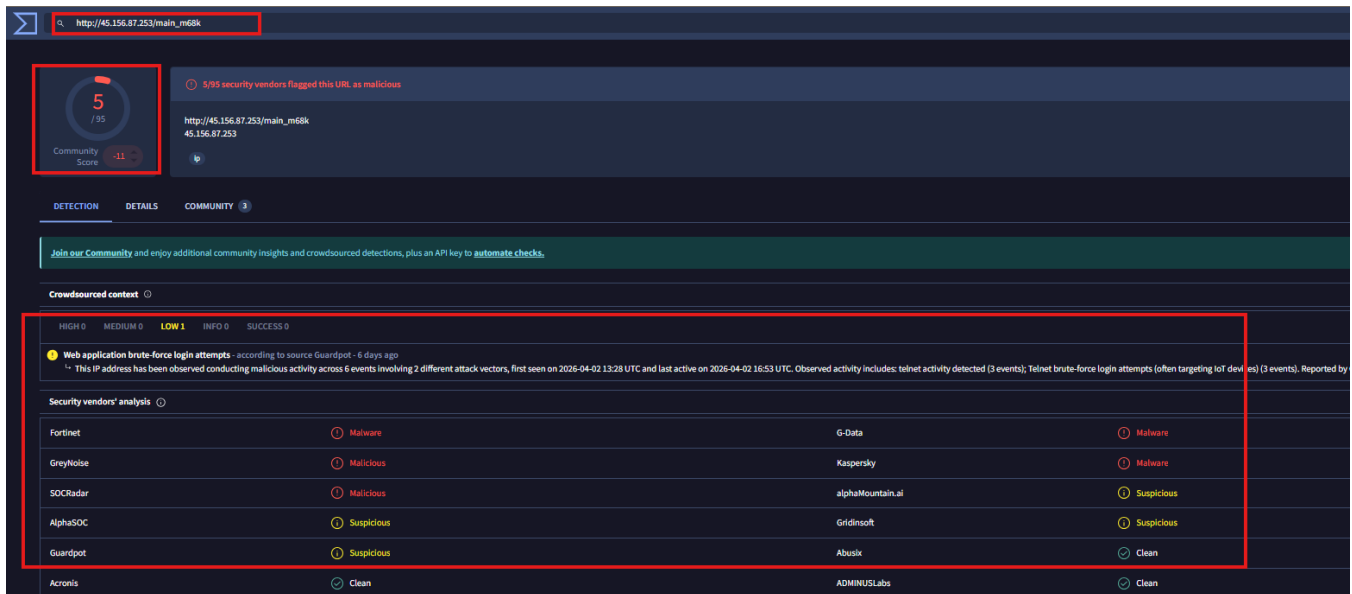 http://45.156.87.253/main_m68k
5
/ 95
Community Score -11
5/95 security vendors flagged this URL as malicious
http://45.156.87.253/main_m68k
45.156.87.253
ip
DETECTION DETAILS COMMUNITY 3
Join our Community and enjoy additional community insights and crowdsourced detections, plus an API key to automate checks.
Crowdsourced context
HIGH 0 MEDIUM 0 LOW 1 INFO 0 SUCCESS 0
Web application brute-force login attempts - according to source Guardpot - 6 days ago
This IP address has been observed conducting malicious activity across 6 events involving 2 different attack vectors, first seen on 2026-04-02 13:28 UTC and last active on 2026-04-02 16:53 UTC. Observed activity includes: telnet activity detected (3 events); Telnet brute-force login attempts (often targeting IoT devices) (3 events). Reported by
Security vendors' analysis
Fortinet Malware G-Data Malware
GreyNoise Malicious Kaspersky Malware
SOCRadar Malicious alphaMountain.ai Suspicious
AlphaSOC Suspicious Gridinsoft Suspicious
Guardpot Suspicious Abusix Clean
Acronis Clean ADMINUSLabs Clean